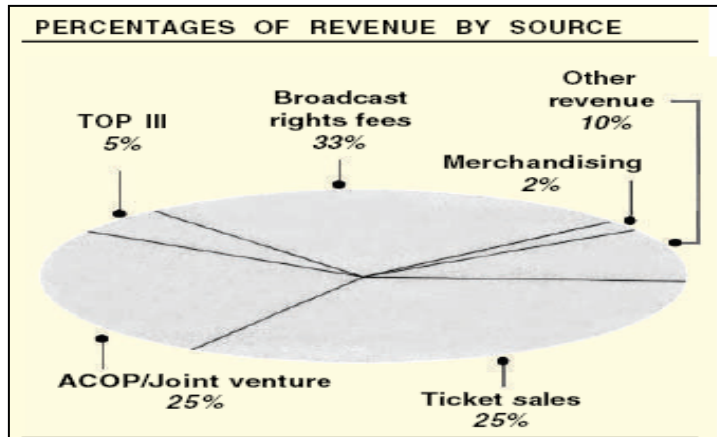 PERCENTAGES OF REVENUE BY SOURCE
Other
revenue
10%
Broadcast
rights fees
33%
TOP III
5%
Merchandising
2%
ACOP/Joint venture
25%
Ticket sales
25%